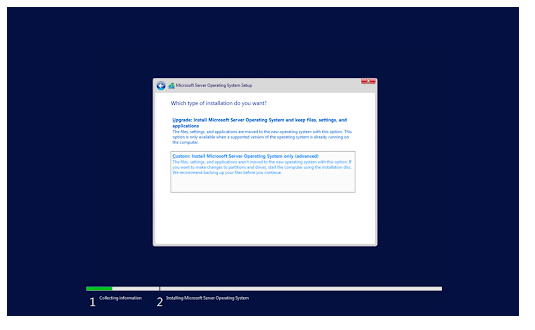 Microsoft Server Operating System Setup
Which type of installation do you want?
Upgrade: Install Microsoft Server Operating System and keep files, settings, and
applications
The files, settings, and applications are moved to the new operating system with this option. This
option is only available when a supported version of the operating system is already running on
the computer.
Custom: Install Microsoft Server Operating System only (advanced)
The files, settings, and applications aren't moved to the new operating system with this option. If
you want to make changes to partitions and drives, start the computer using the installation disc.
We recommend backing up your files before you continue.
1 Collecting information
2 Installing Microsoft Server Operating System